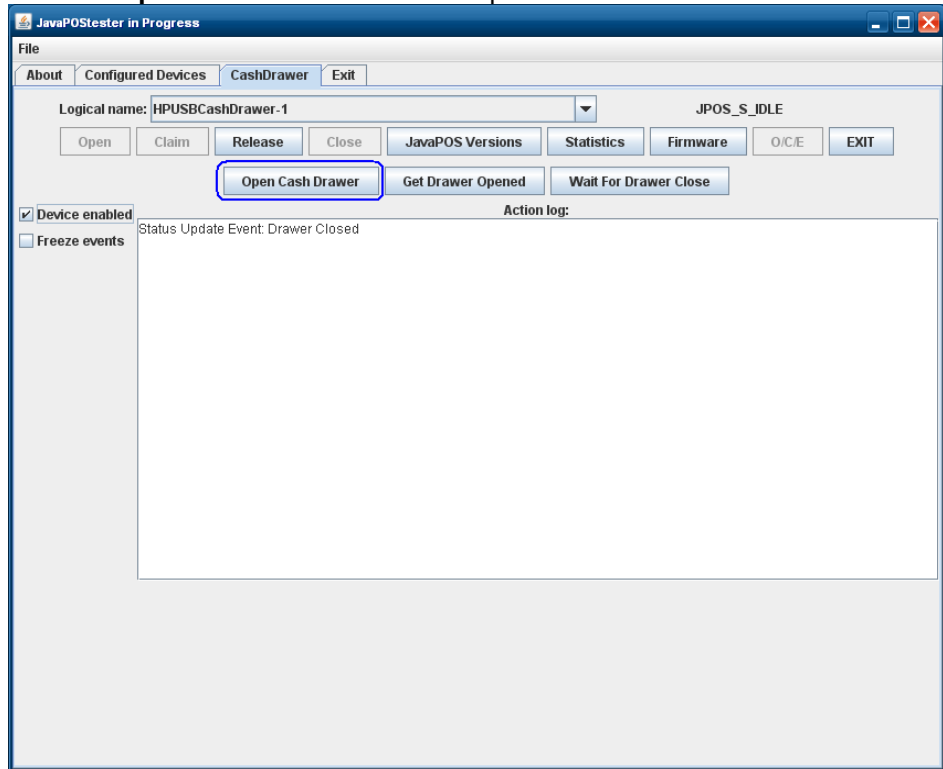 JavaPOStester in Progress
File
About Configured Devices CashDrawer Exit
Logical name: HPUSBCashDrawer-1 JPOS_S_IDLE
Open Claim Release Close JavaPOS Versions Statistics Firmware O/C/E EXIT
Open Cash Drawer Get Drawer Opened Wait For Drawer Close
Device enabled Action log:
Freeze events Status Update Event: Drawer Closed